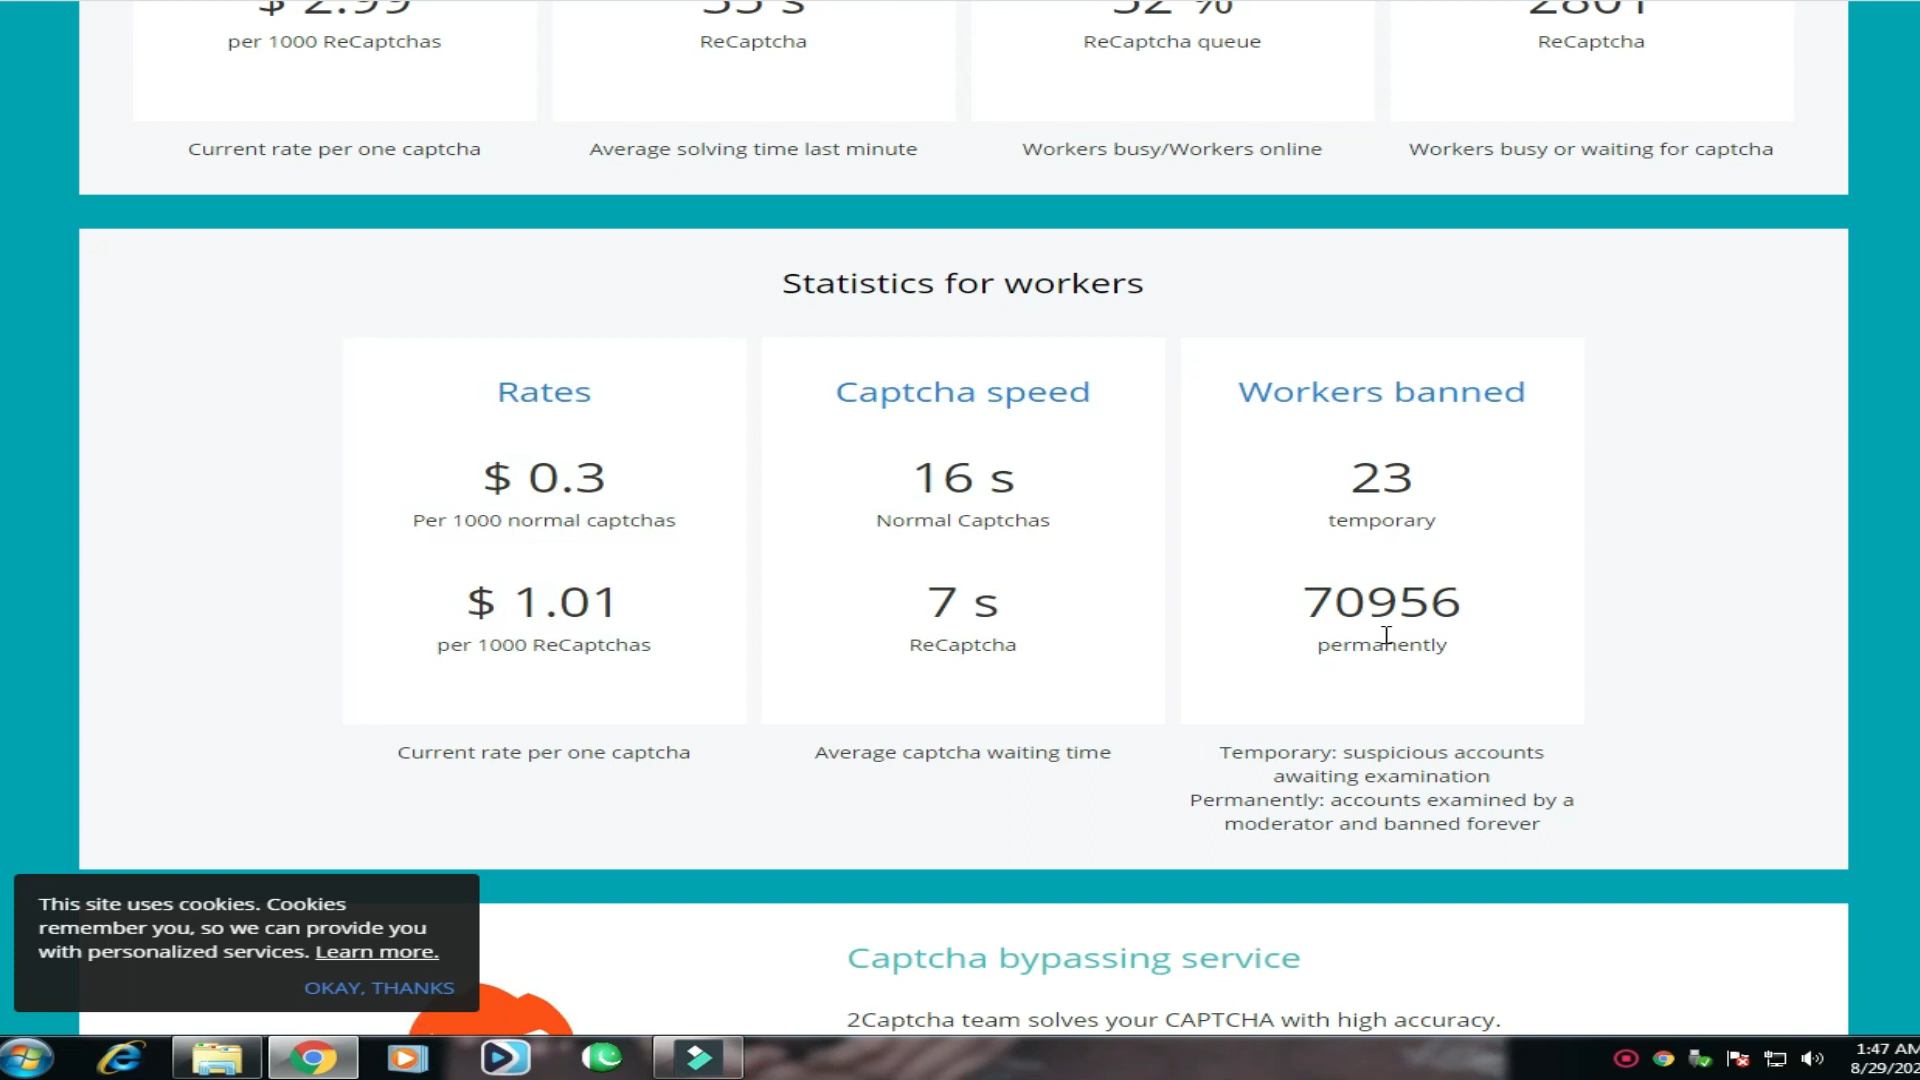 $ 2.99
per 1000 ReCaptchas
ReCaptcha
ReCaptcha queue
ReCaptcha
Current rate per one captcha
Average solving time last minute
Workers busy/Workers online
Workers busy or waiting for captcha
Statistics for workers
Rates
$ 0.3
Per 1000 normal captchas
$ 1.01
per 1000 ReCaptchas
Current rate per one captcha
Captcha speed
16 s
Normal Captchas
7 s
ReCaptcha
Average captcha waiting time
Workers banned
23
temporary
70956
permanently
Temporary: suspicious accounts
awaiting examination
Permanently: accounts examined by a
moderator and banned forever
This site uses cookies. Cookies
remember you, so we can provide you
with personalized services. Learn more.
OKAY, THANKS
Captcha bypassing service
2Captcha team solves your CAPTCHA with high accuracy.
1:47 AM
8/29/202